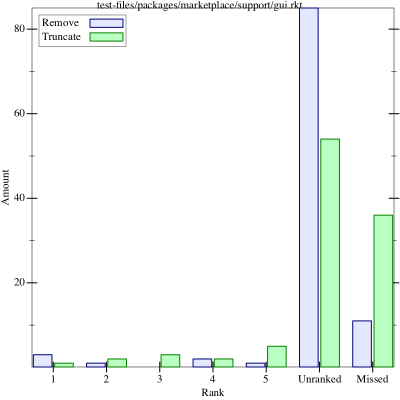 test-files/packages/marketplace/support/gui.rkt
Remove
Truncate
80
60
40
20
Amount
1 2 3 4 5 Unranked Missed
Rank